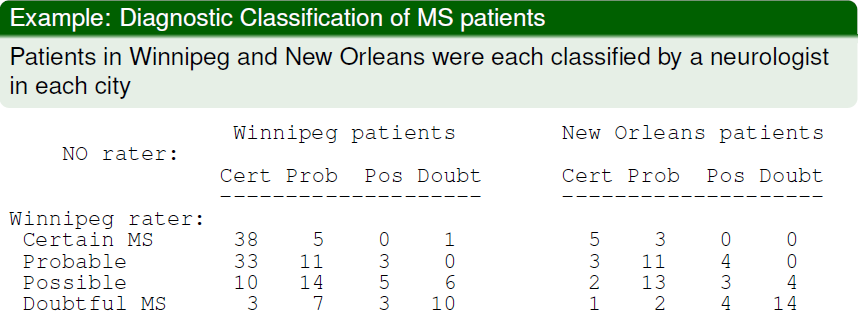 Example: Diagnostic Classification of MS patients
Patients in Winnipeg and New Orleans were each classified by a neurologist
in each city
Winnipeg patients New Orleans patients
NO rater:
Cert Prob Pos Doubt Cert Prob Pos Doubt
-------------------- --------------------
Winnipeg rater:
Certain MS 38 5 0 1 5 3 0 0
Probable 33 11 3 0 3 11 4 0
Possible 10 14 5 6 2 13 3 4
Doubtful MS 3 7 3 10 1 2 4 14